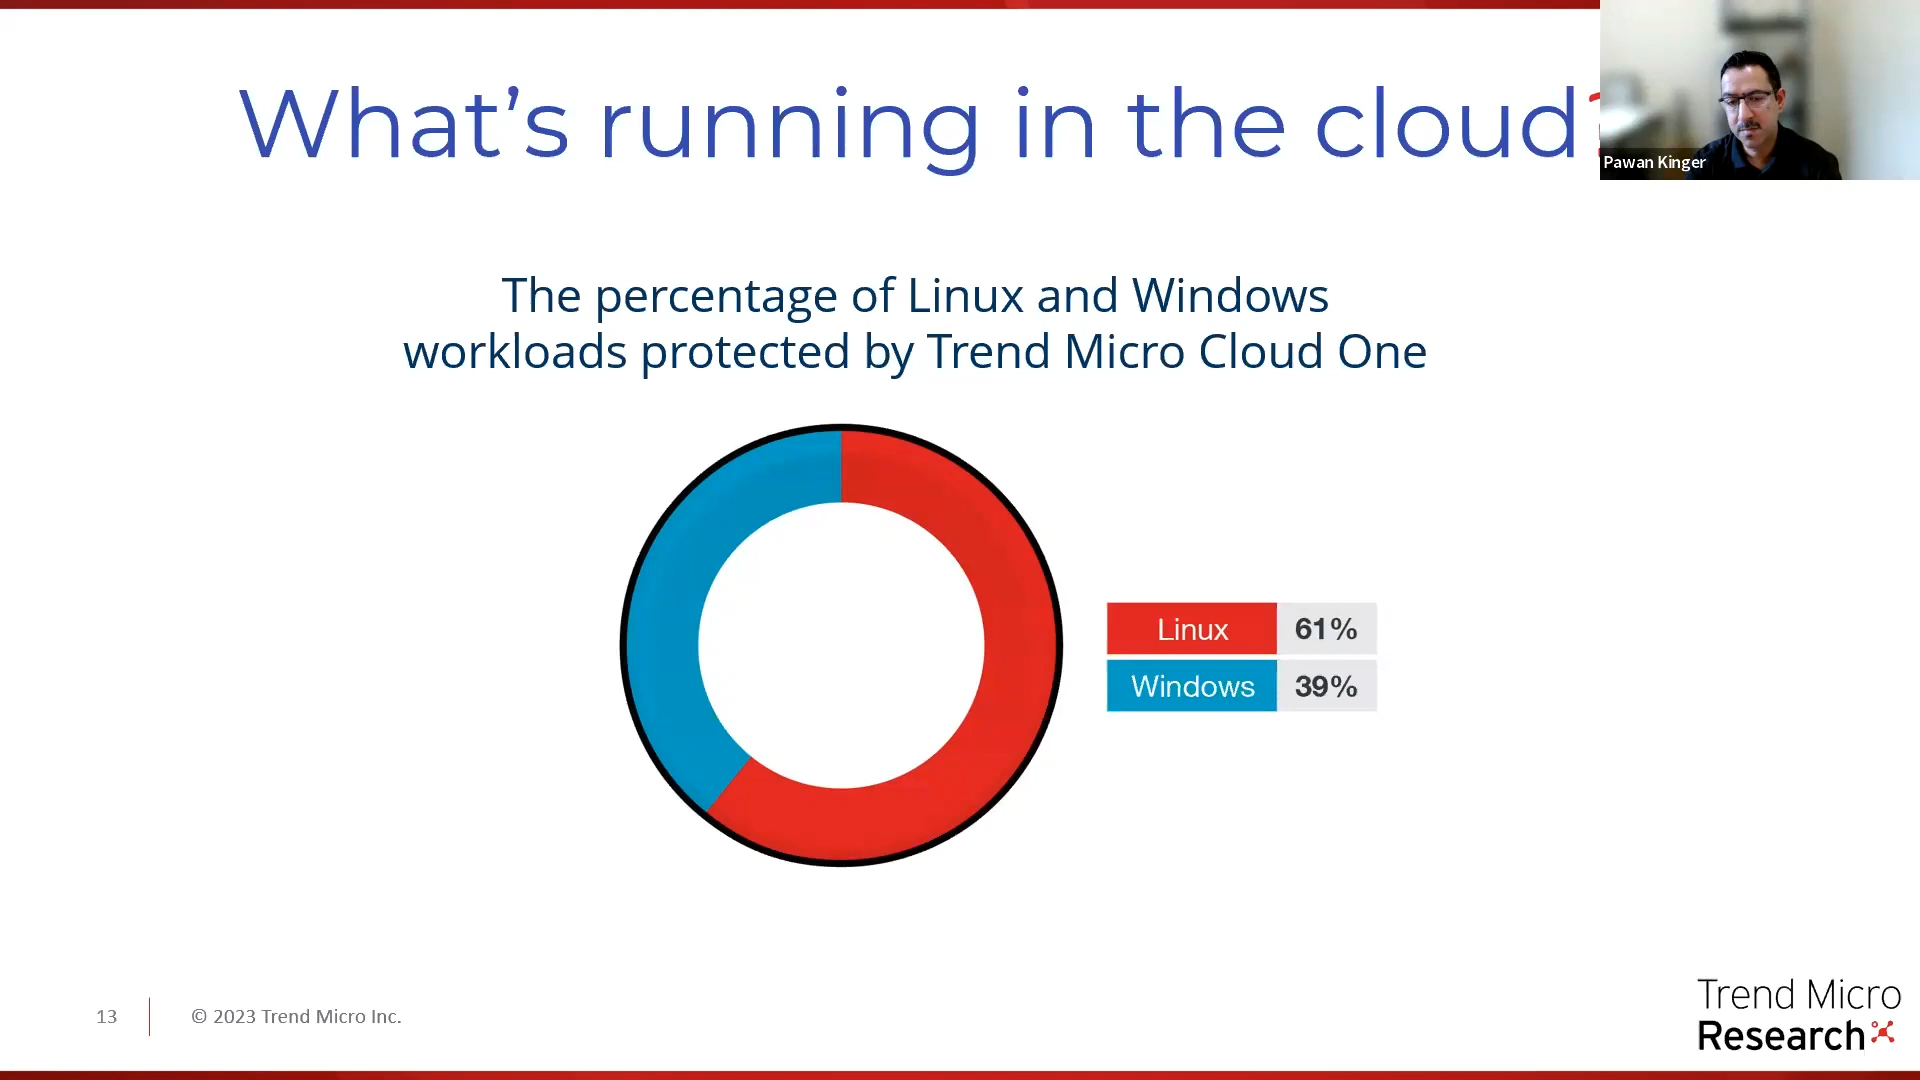 What's running in the cloud?
Pawan Kinger
The percentage of Linux and Windows
workloads protected by Trend Micro Cloud One
Linux 61%
Windows 39%
13
© 2023 Trend Micro Inc.
Trend Micro
Research